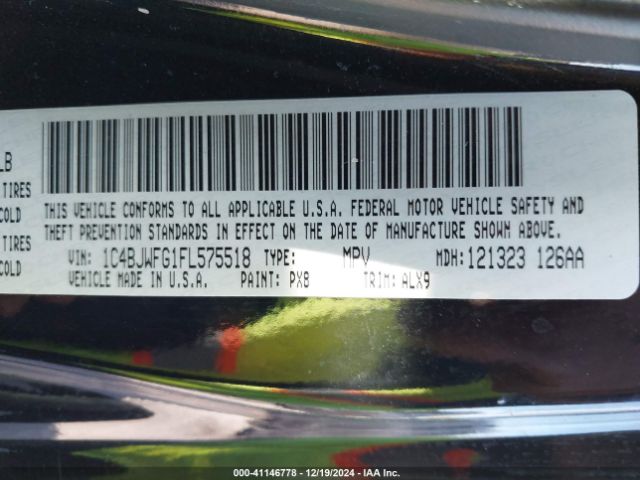 LB
TIRES
COLD
TIRES
COLD
THIS VEHICLE CONFORMS TO ALL APPLICABLE U.S.A. FEDERAL MOTOR VEHICLE SAFETY AND
THEFT PREVENTION STANDARDS IN EFFECT ON THE DATE OF MANUFACTURE SHOWN ABOVE.
VIN: 1C4BJWFG1FL575518 TYPE: MPV MDH: 121323 126AA
VEHICLE MADE IN U.S.A. PAINT: PX8 TRIM: ALX9
000-41146778 - 12/19/2024 - IAA Inc.